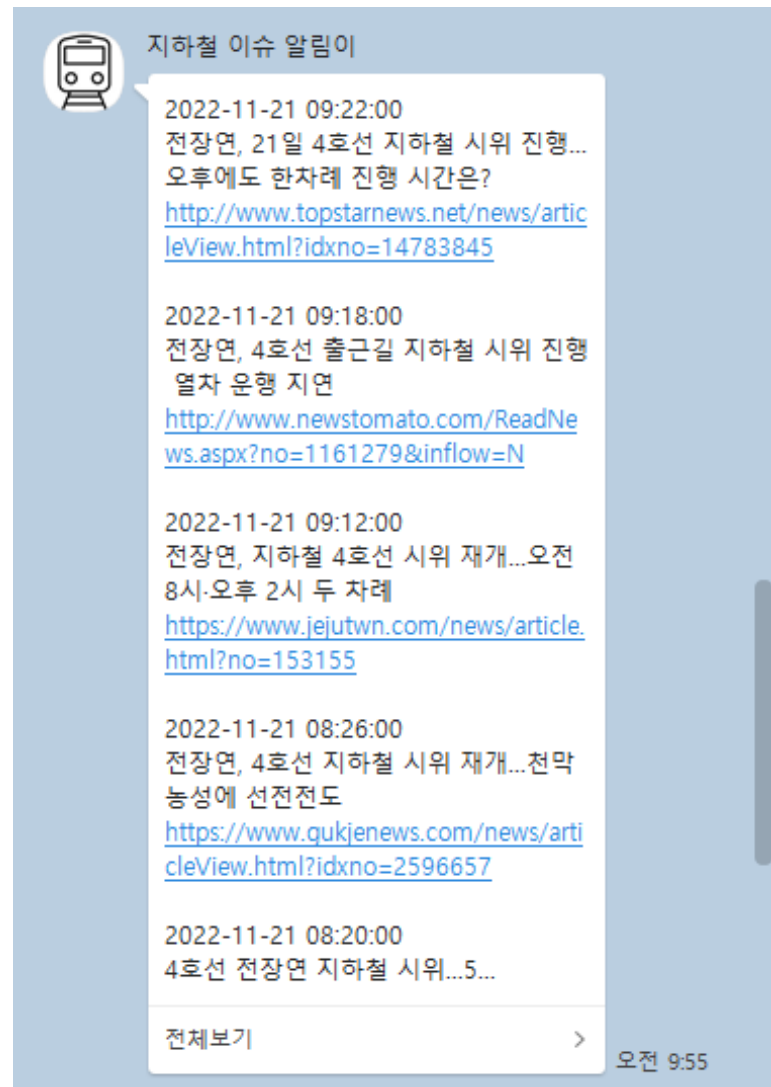 지하철 이슈 알림이
2022-11-21 09:22:00
전장연, 21일 4호선 지하철 시위 진행...
오후에도 한차례 진행 시간은?
http://www.topstarnews.net/news/artic
leView.html?idxno=14783845
2022-11-21 09:18:00
전장연, 4호선 출근길 지하철 시위 진행
열차 운행 지연
http://www.newstomato.com/ReadNe
ws.aspx?no=1161279&inflow=N
2022-11-21 09:12:00
전장연, 지하철 4호선 시위 재개...오전
8시·오후 2시 두 차례
https://www.jejutwn.com/news/article.
html?no=153155
2022-11-21 08:26:00
전장연, 4호선 지하철 시위 재개...천막
농성에 선전전도
https://www.gukjenews.com/news/arti
cleView.html?idxno=2596657
2022-11-21 08:20:00
4호선 전장연 지하철 시위...5...
전체보기 >
오전 9:55